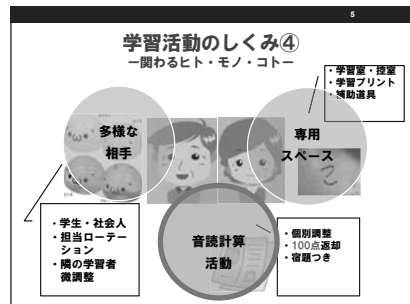 5
学習活動のしくみ④
ー関わるヒト・モノ・コトー
・学習室・控室
・学習プリント
・補助道具
多様な
相手
専用
スペース
・学生・社会人
・担当ローテー
ション
・隣の学習者
微調整
音読計算
活動
・個別調整
・100点返却
・宿題つき